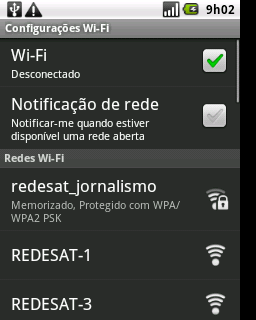 9h02
Configurações Wi-Fi
Wi-Fi
Desconectado
Notificação de rede
Notificar-me quando estiver
disponível uma rede aberta
Redes Wi-Fi
redesat_jornalismo
Memorizado, Protegido com WPA/
WPA2 PSK
REDESAT-1
REDESAT-3